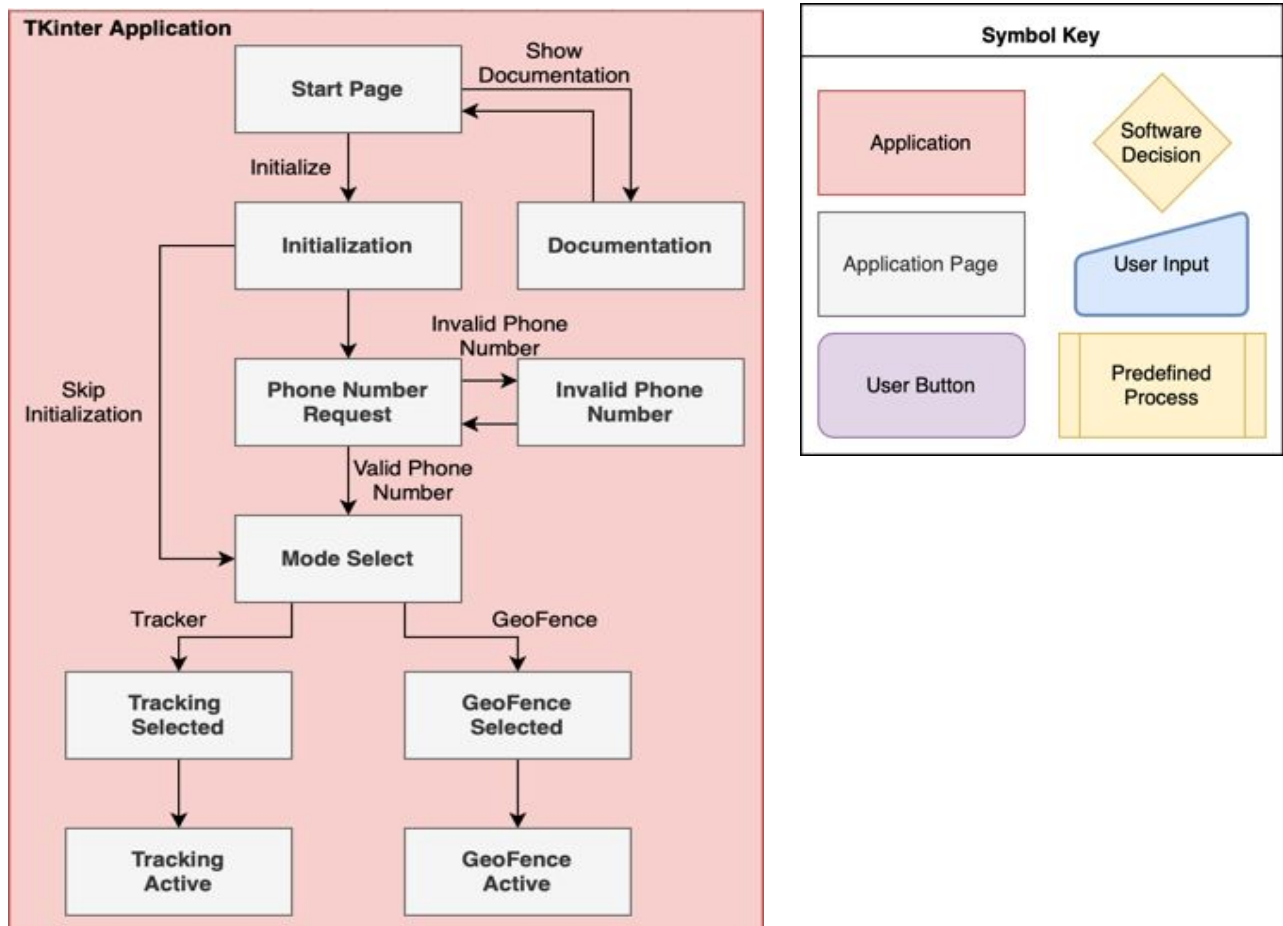 TKinter Application
Start Page
Show
Documentation
Initialize
Initialization
Documentation
Invalid Phone
Number
Skip
Initialization
Phone Number
Request
Invalid Phone
Number
Valid Phone
Number
Mode Select
Tracker
GeoFence
Tracking
Selected
GeoFence
Selected
Tracking
Active
GeoFence
Active
Symbol Key
Application
Software
Decision
Application Page
User Input
User Button
Predefined
Process